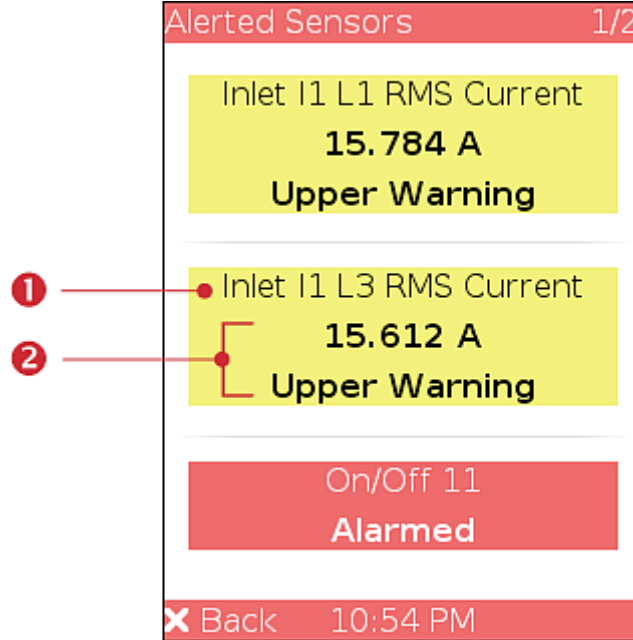 Alerted Sensors 1/2
Inlet I1 L1 RMS Current
15.784 A
Upper Warning
1 Inlet I1 L3 RMS Current
15.612 A
2
Upper Warning
On/Off 11
Alarmed
Back 10:54 PM